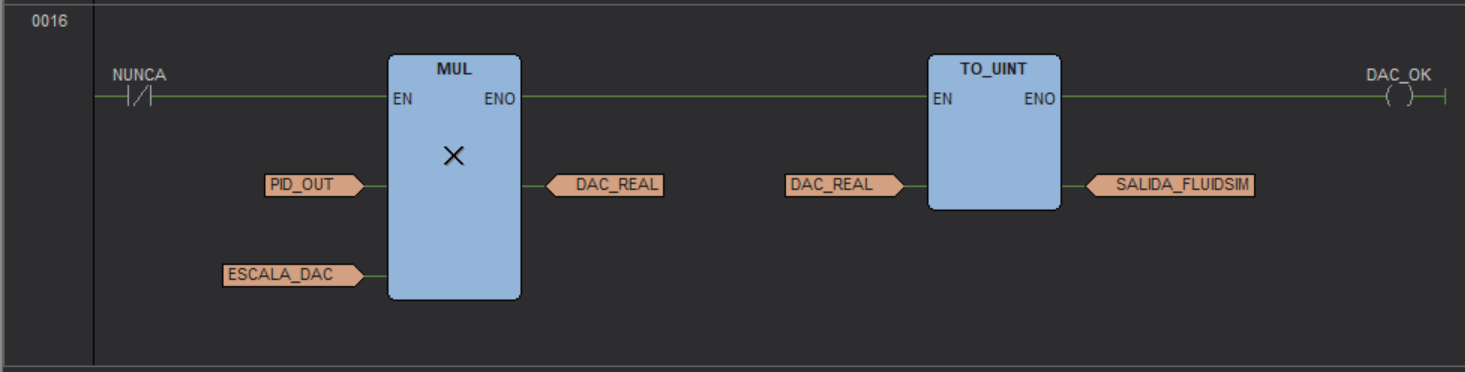 0016
NUNCA
MUL
TO_UINT
DAC_OK
EN ENO
EN ENO
PID_OUT
DAC_REAL
DAC_REAL
SALIDA_FLUIDSIM
ESCALA_DAC